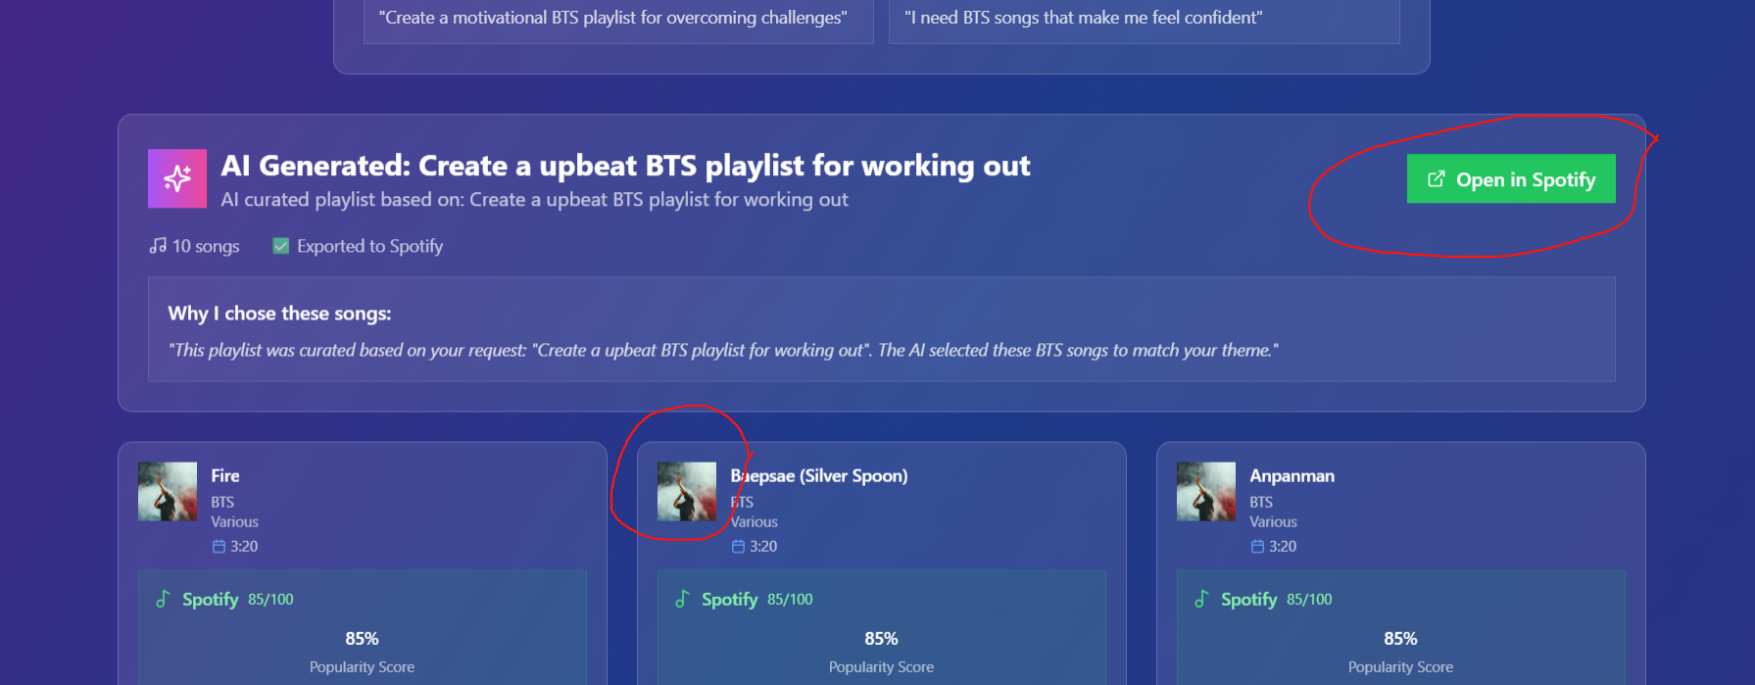 "Create a motivational BTS playlist for overcoming challenges"
"I need BTS songs that make me feel confident"
AI Generated: Create a upbeat BTS playlist for working out
AI curated playlist based on: Create a upbeat BTS playlist for working out
Open in Spotify
10 songs
Exported to Spotify
Why I chose these songs:
"This playlist was curated based on your request: "Create a upbeat BTS playlist for working out". The AI selected these BTS songs to match your theme."
Fire
BTS
Various
3:20
Spotify 85/100
85%
Popularity Score
Baepsae (Silver Spoon)
BTS
Various
3:20
Spotify 85/100
85%
Popularity Score
Anpanman
BTS
Various
3:20
Spotify 85/100
85%
Popularity Score